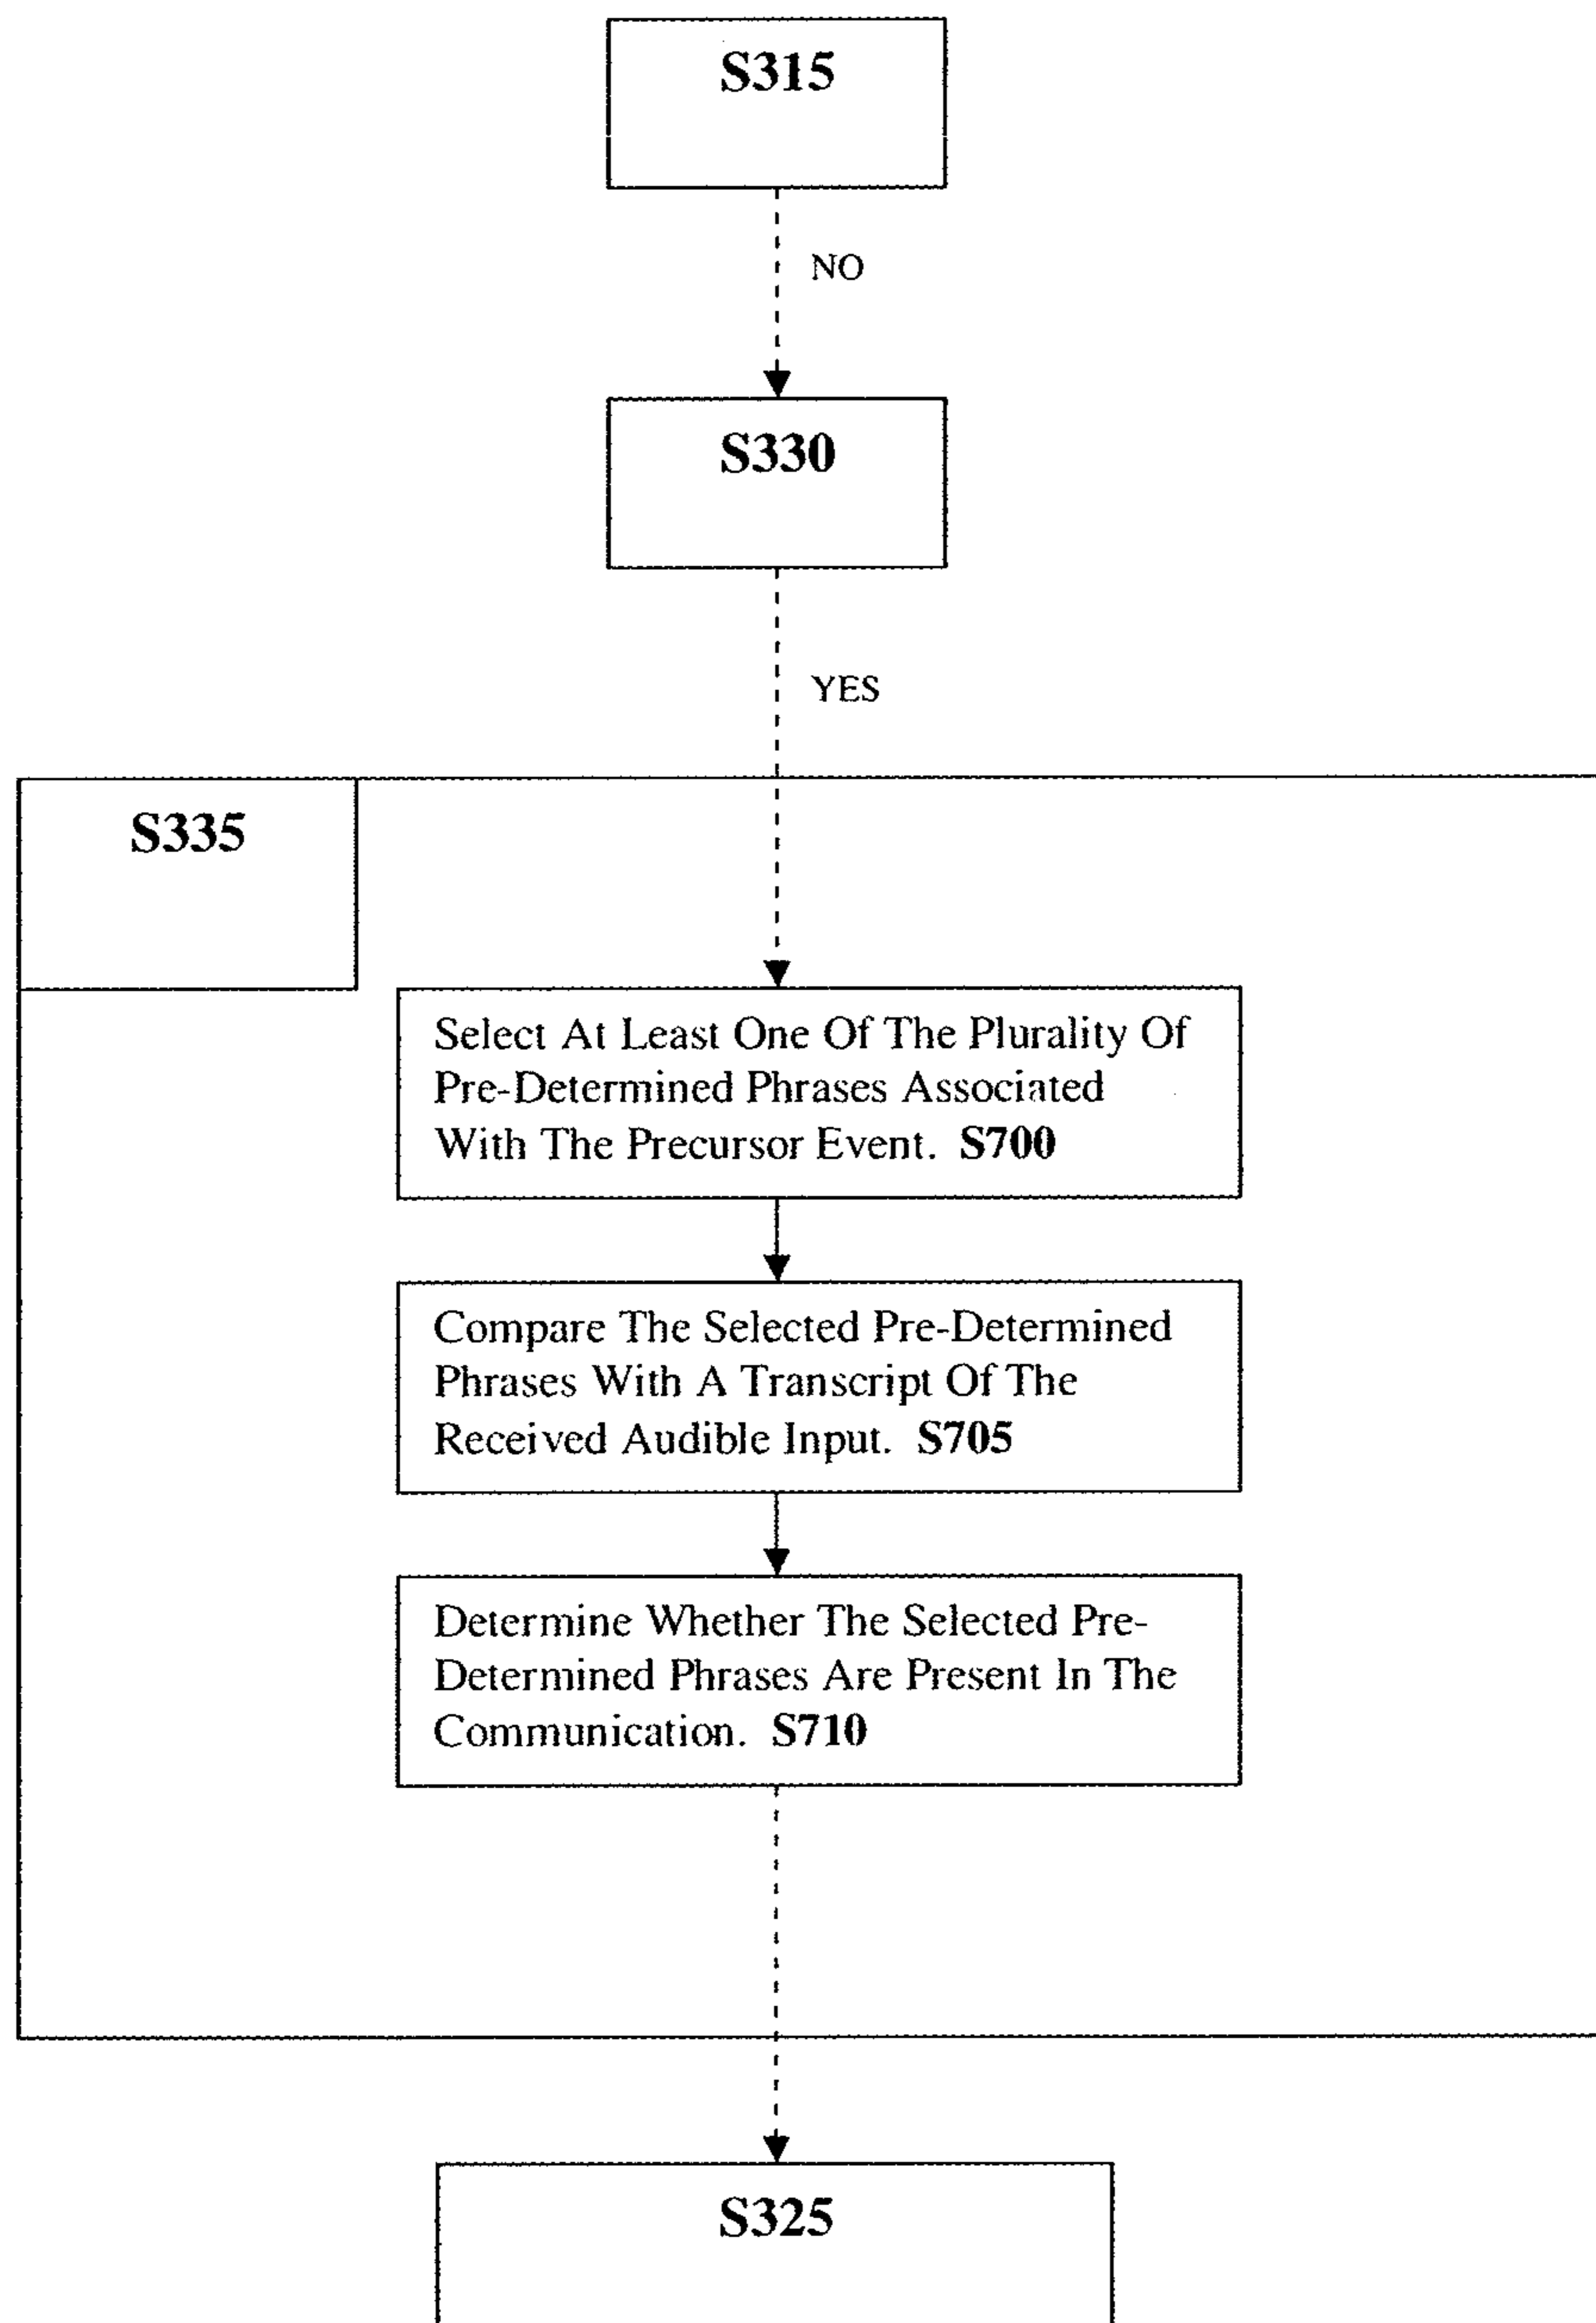 S315
NO
S330
YES
S335
Select At Least One Of The Plurality Of
Pre-Determined Phrases Associated
With The Precursor Event. S700
Compare The Selected Pre-Determined
Phrases With A Transcript Of The
Received Audible Input. S705
Determine Whether The Selected Pre-
Determined Phrases Are Present In The
Communication. S710
S325